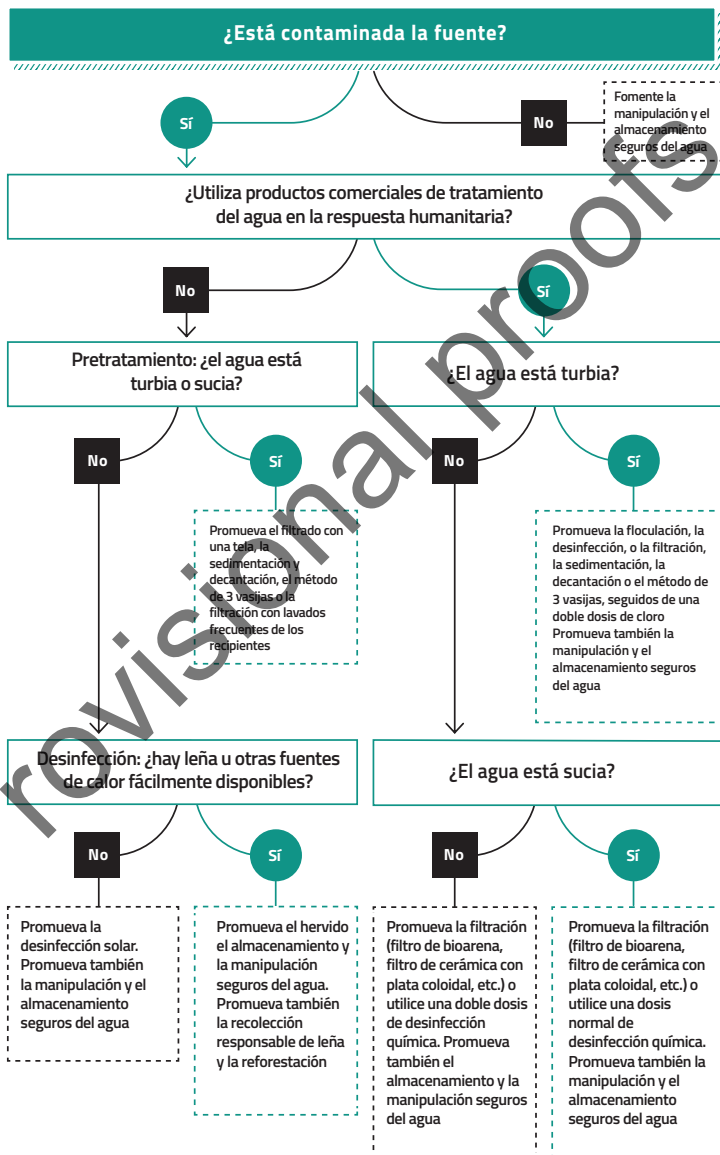 ¿Está contaminada la fuente?
Sí
No
Fomente la
manipulación y el
almacenamiento
seguros del agua
¿Utiliza productos comerciales de tratamiento
del agua en la respuesta humanitaria?
No
Sí
Pretratamiento: ¿el agua está
turbia o sucia?
¿El agua está turbia?
No
Sí
No
Sí
Promueva el filtrado con
una tela, la
sedimentación y
decantación, el método
de 3 vasijas o la
filtración con lavados
frecuentes de los
recipientes
Promueva la floculación, la
desinfección, o la filtración,
la sedimentación, la
decantación o el método de
3 vasijas, seguidos de una
doble dosis de cloro
Promueva también la
manipulación y el
almacenamiento seguros
del agua
Desinfección: ¿hay leña u otras fuentes
de calor fácilmente disponibles?
¿El agua está sucia?
No
Sí
No
Sí
Promueva la
desinfección solar.
Promueva también
la manipulación y el
almacenamiento
seguros del agua
Promueva el hervido
el almacenamiento y
la manipulación
seguros del agua.
Promueva también
la recolección
responsable de leña
y la reforestación
Promueva la filtración
(filtro de bioarena,
filtro de cerámica con
plata coloidal, etc.) o
utilice una doble dosis
de desinfección
química. Promueva
también el
almacenamiento y la
manipulación seguros
del agua
Promueva la filtración
(filtro de bioarena,
filtro de cerámica con
plata coloidal, etc.) o
utilice una dosis
normal de
desinfección química.
Promueva también la
manipulación y el
almacenamiento
seguros del agua
rovisional proofs